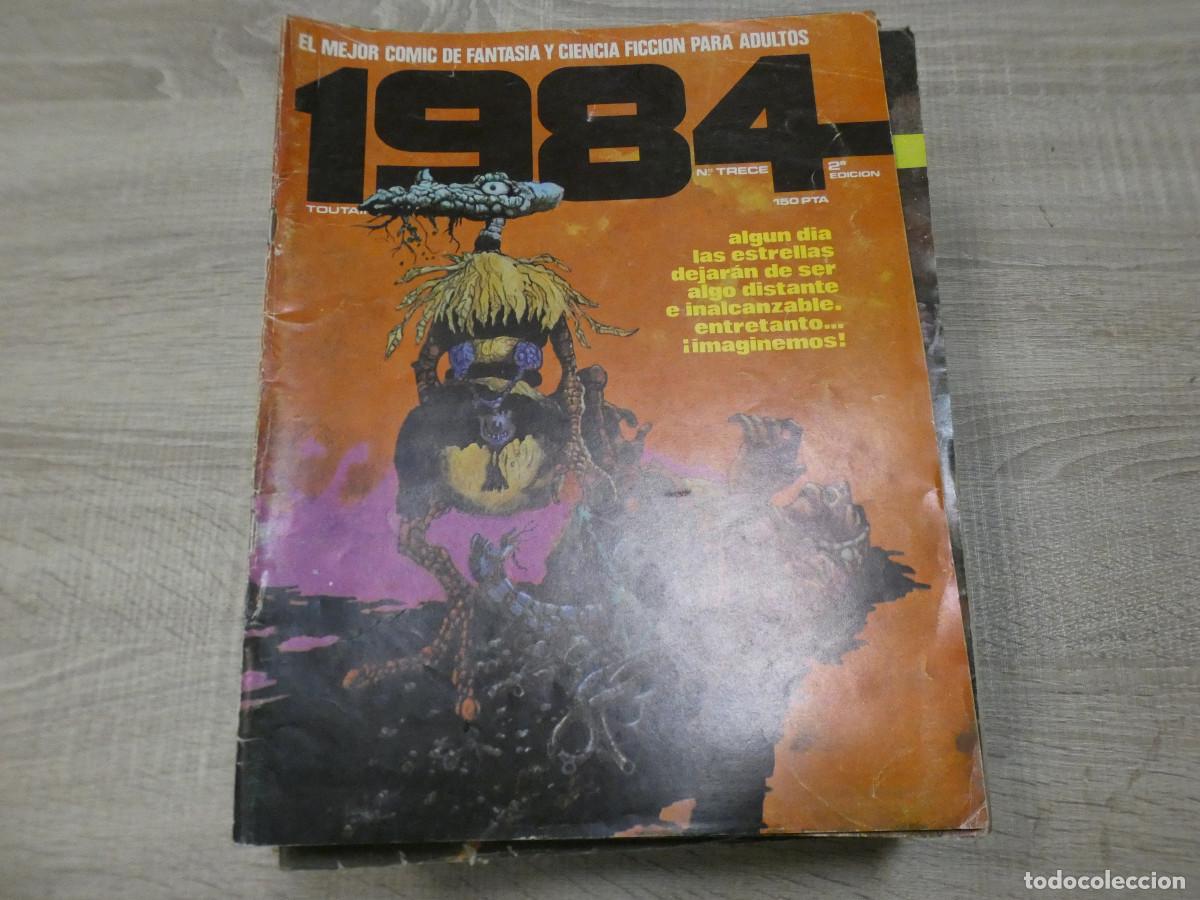 EL MEJOR COMIC DE FANTASIA Y CIENCIA FICCION PARA ADULTOS
1984
Nº TRECE
2ª
EDICION
150 PTA
algun dia
las estrellas
dejarán de ser
algo distante
e inalcanzable.
entretanto...
¡imaginemos!
todocoleccion